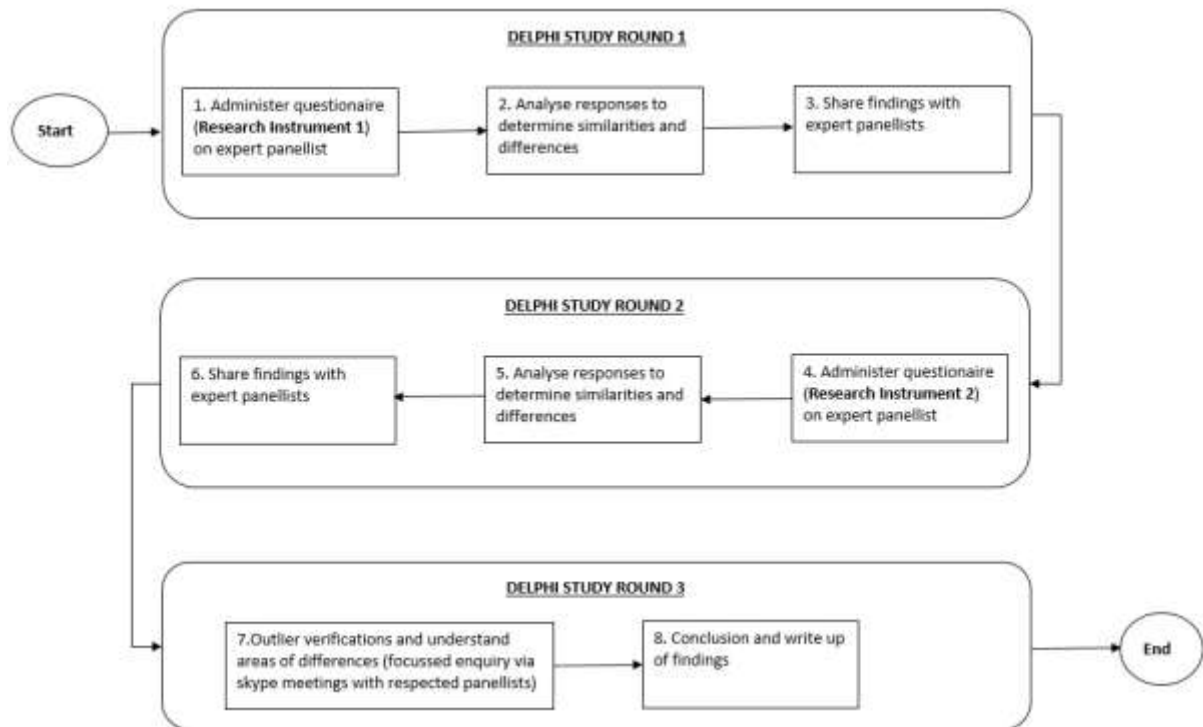 DELPHI STUDY ROUND 1
Start
1. Administer questionaire
(Research Instrument 1)
on expert panellist
2. Analyse responses to
determine similarities and
differences
3. Share findings with
expert panellists
DELPHI STUDY ROUND 2
6. Share findings with
expert panellists
5. Analyse responses to
determine similarities and
differences
4. Administer questionaire
(Research Instrument 2)
on expert panellist
DELPHI STUDY ROUND 3
7.Outlier verifications and understand
areas of differences (focussed enquiry via
skype meetings with respected panellists)
8. Conclusion and write up
of findings
End